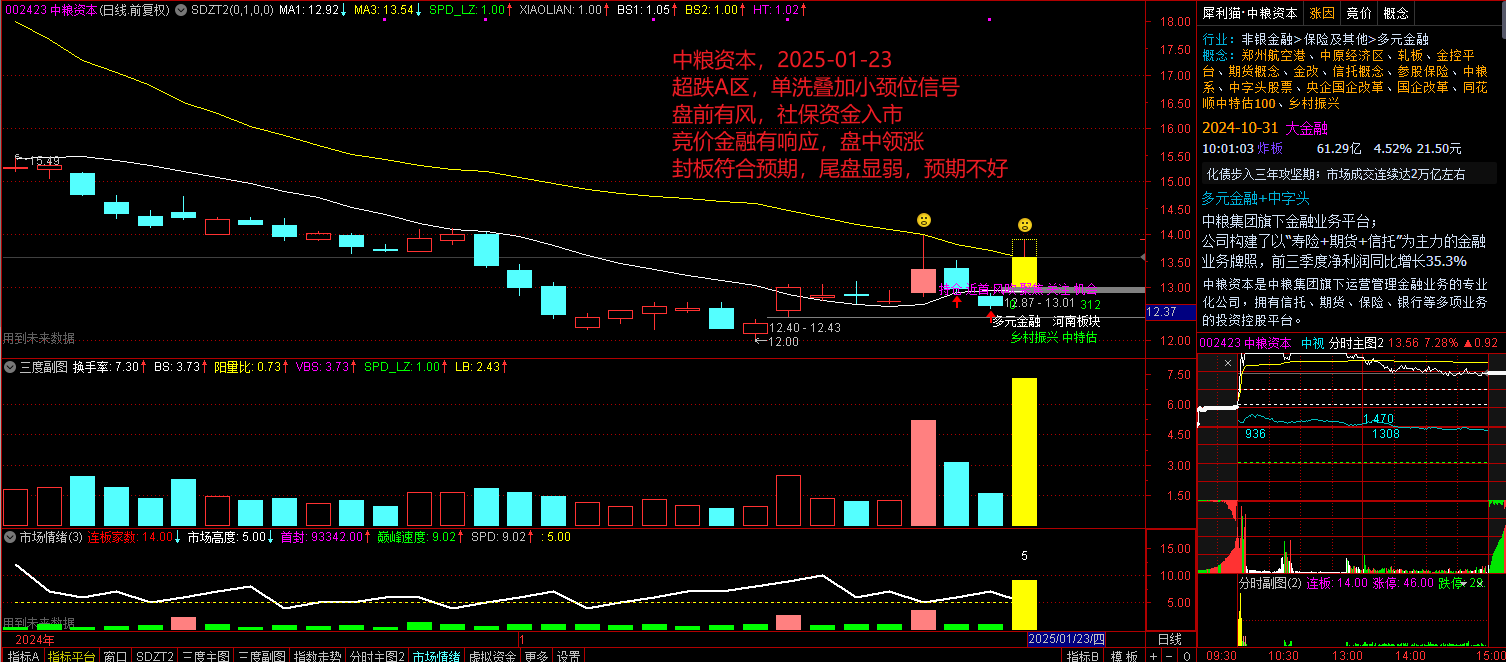 002423 中粮资本(日线.前复权) SDZT2(0,1,0,0) MA1: 12.92↓ MA3: 13.54↓ SPD_LZ: 1.00↑ XIAOLIAN: 1.00↑ BS1: 1.05↑ BS2: 1.00↑ HT: 1.02↑
中粮资本，2025-01-23
超跌A区，单洗叠加小颈位信号
盘前有风，社保资金入市
竞价金融有响应，盘中领涨
封板符合预期，尾盘显弱，预期不好
15.49
12.87 - 13.01 312
多元金融 河南板块
乡村振兴 中特估
12.40 - 12.43
←12.00
用到未来数据
18.00
17.50
17.00
16.50
16.00
15.50
15.00
14.50
14.00
13.50
13.00
12.37
12.00
三度副图 换手率: 7.30↑ BS: 3.73↑ 阳量比: 0.73↑ VBS: 3.73↑ SPD_LZ: 1.00↑ LB: 2.43↑
7.50
6.00
4.50
3.00
1.50
市场情绪(3) 连板家数: 14.00↓ 市场高度: 5.00↓ 首封: 93342.00↑ 巅峰速度: 9.02↑ SPD: 9.02↑ : 5.00
5
15.00
10.00
5.00
用到未来数据
2024年 1 2025/01/23/四 日线
指标A 指标平台 窗口 SDZT2 三度主图 三度副图 指数走势 分时主图2 市场情绪 虚拟资金 更多 设置 指标B 模板 + - 0
犀利猫·中粮资本 涨因 竞价 概念
行业: 非银金融>保险及其他>多元金融
概念: 郑州航空港、中原经济区、轧板、金控平
台、期货概念、金改、信托概念、参股保险、中粮
系、中字头股票、央企国企改革、国企改革、同花
顺中特估100、乡村振兴
2024-10-31 大金融
10:01:03 炸板 61.29亿 4.52% 21.50元
化债步入三年攻坚期；市场成交连续达2万亿左右
多元金融+中字头
中粮集团旗下金融业务平台；
公司构建了以“寿险+期货+信托”为主力的金融
业务牌照，前三季度净利润同比增长35.3%
中粮资本是中粮集团旗下运营管理金融业务的专业
化公司，拥有信托、期货、保险、银行等多项业务
的投资控股平台。
002423 中粮资本 中视 分时主图2 13.56 7.28% ▲0.92
×
1.470
936 1308
分时副图(2) 连板: 14.00 涨停: 46.00 跌停: 29.
09:30 10:30 13:00 14:00 15:00